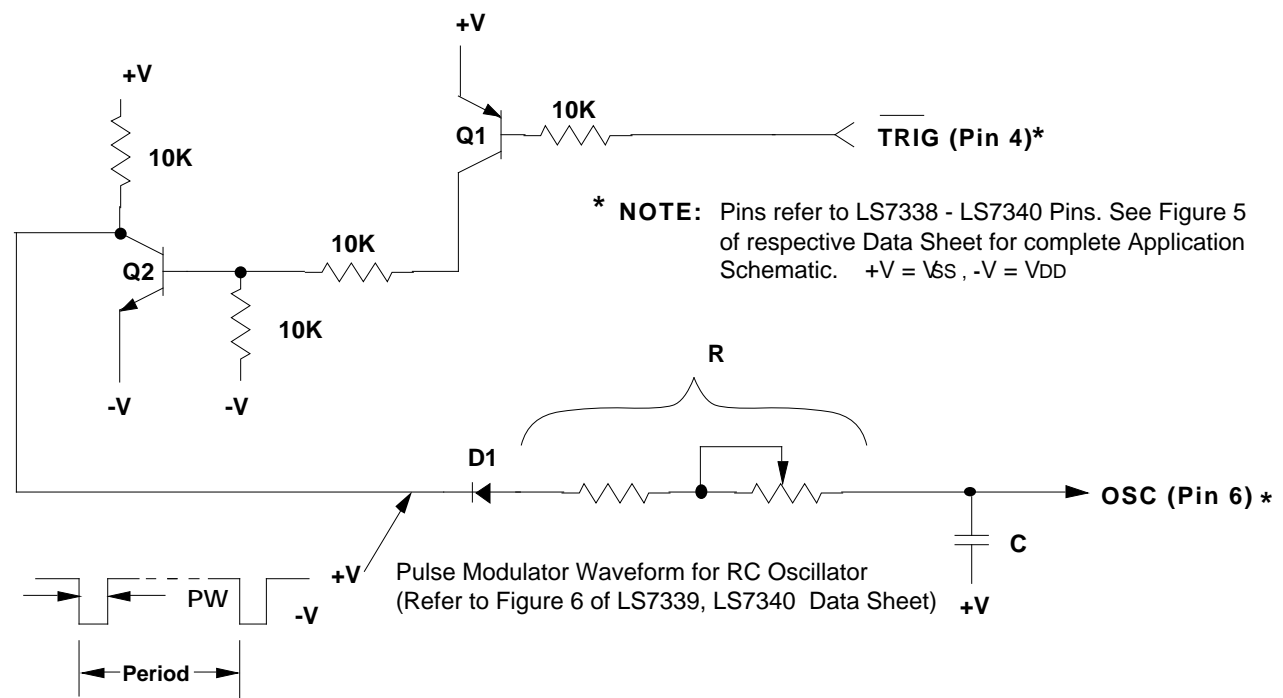 +V
+V
10K
Q1
TRIG (Pin 4)*
10K
* NOTE: Pins refer to LS7338 - LS7340 Pins. See Figure 5
of respective Data Sheet for complete Application
Schematic. +V = VSS , -V = VDD
10K
Q2
10K
R
-V
-V
D1
OSC (Pin 6) *
C
+V
Pulse Modulator Waveform for RC Oscillator
PW
-V
(Refer to Figure 6 of LS7339, LS7340 Data Sheet)
+V
Period